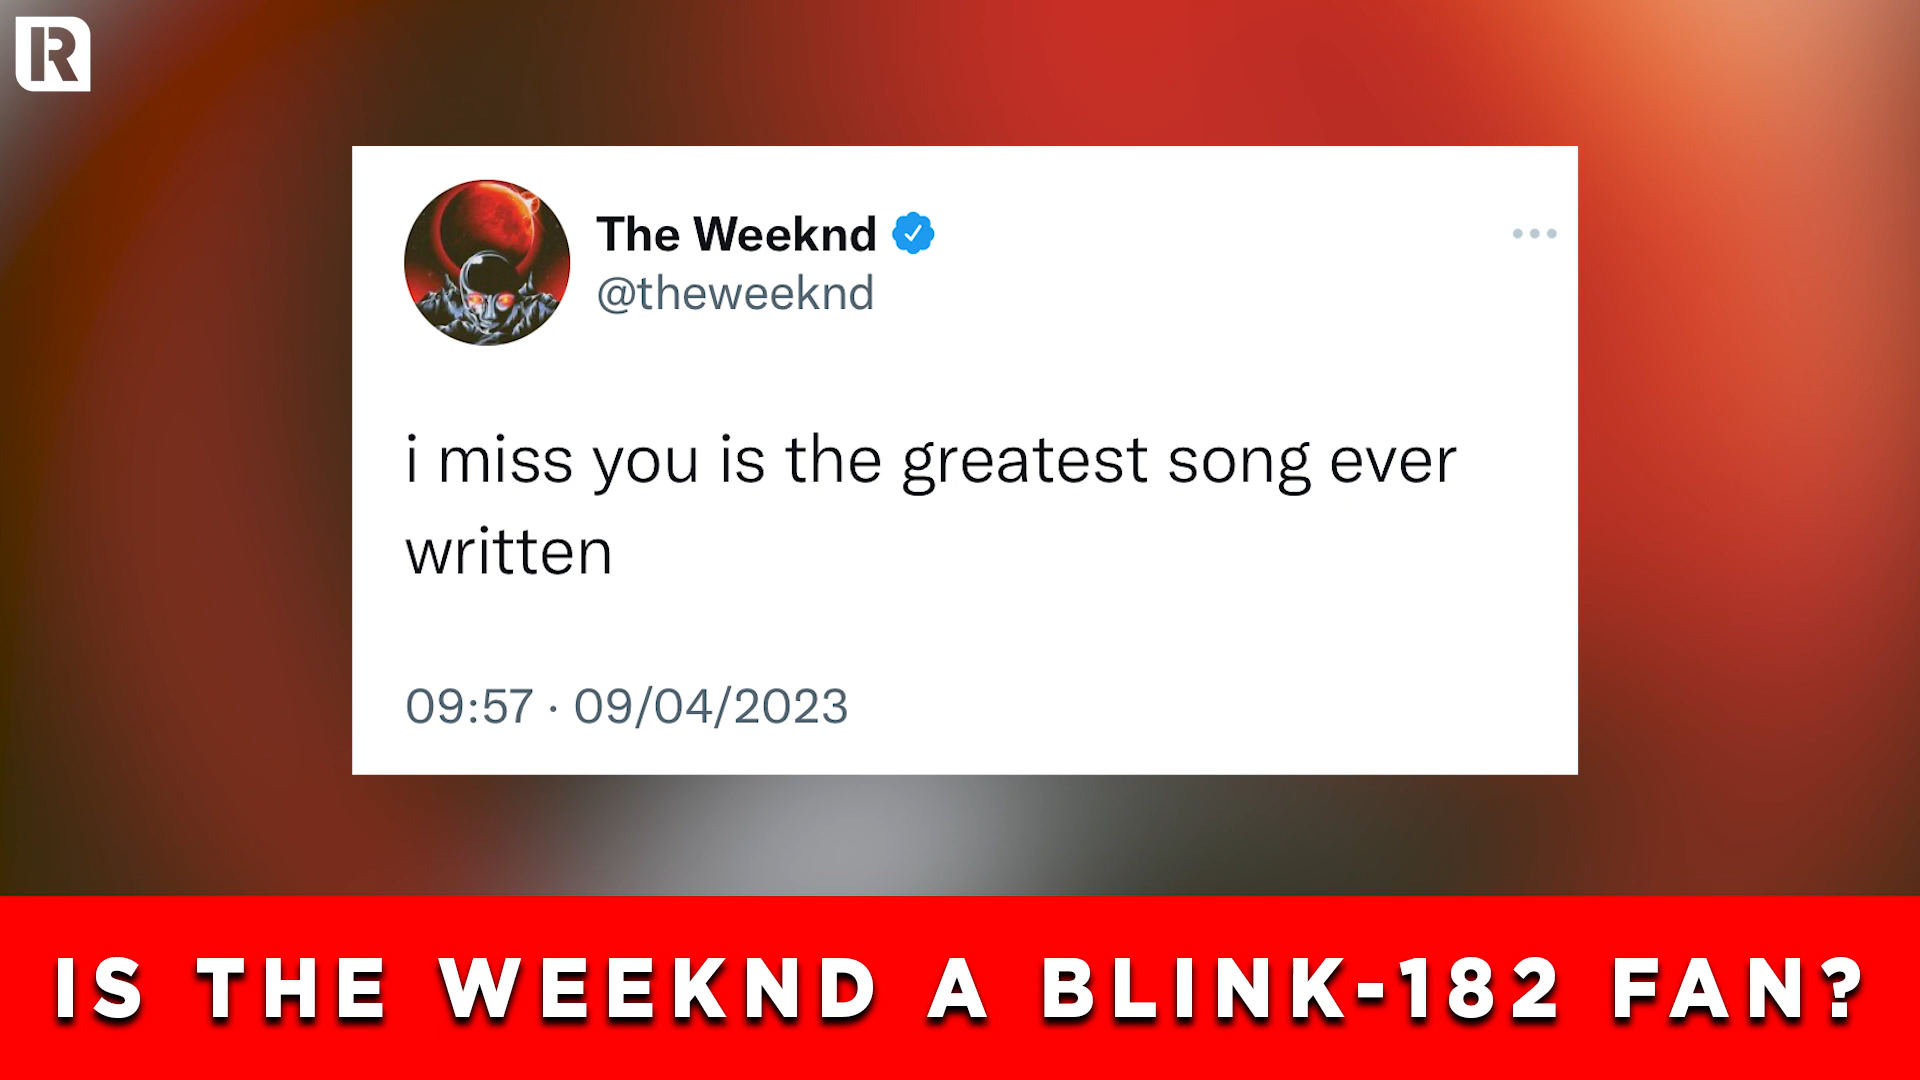 R
The Weeknd
@theweeknd
i miss you is the greatest song ever
written
09:57 · 09/04/2023
IS THE WEEKND A BLINK-182 FAN?